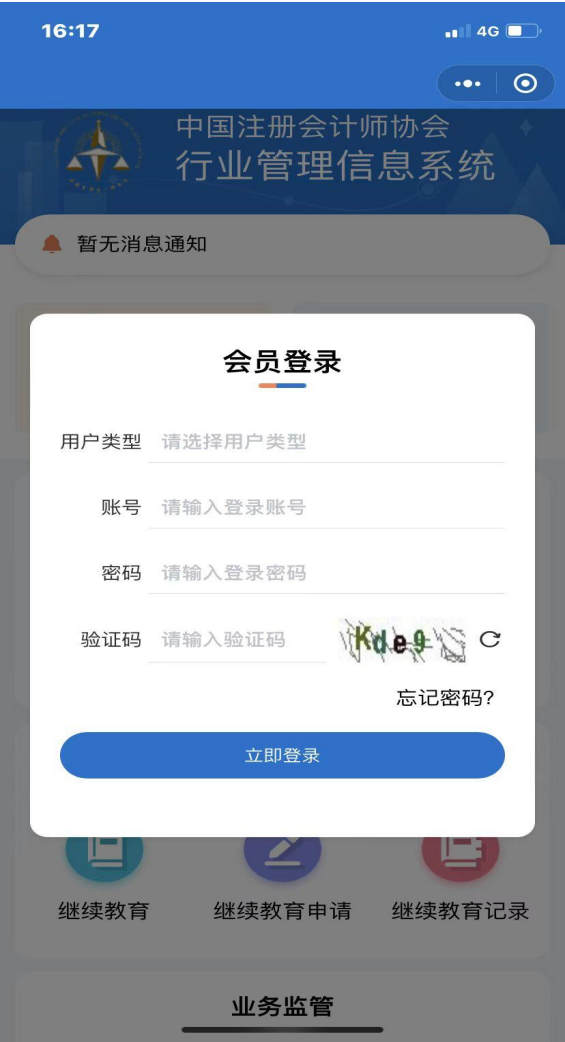 16:17
4G
中国注册会计师协会
行业管理信息系统
暂无消息通知
会员登录
用户类型 请选择用户类型
账号 请输入登录账号
密码 请输入登录密码
验证码 请输入验证码 Kde9
忘记密码?
立即登录
继续教育 继续教育申请 继续教育记录
业务监管